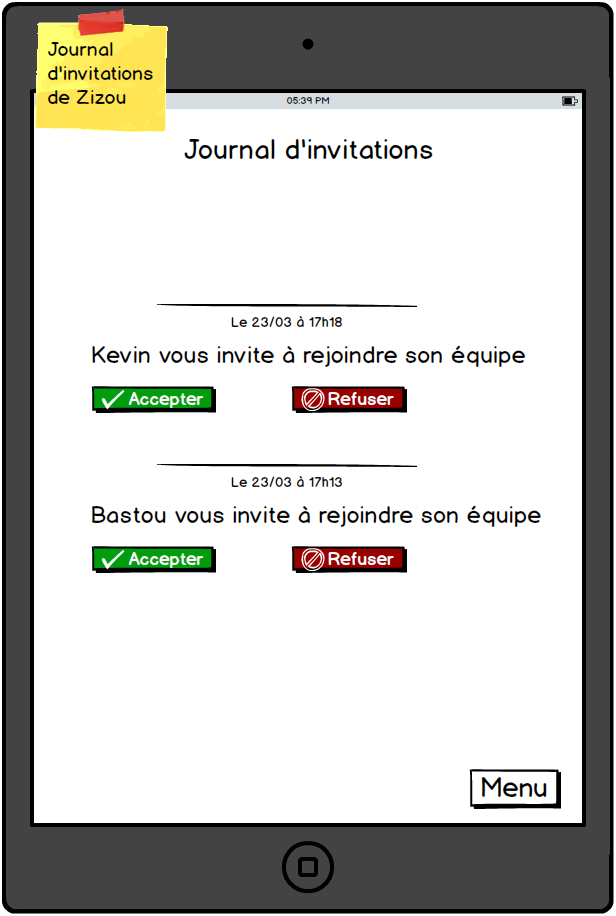 Journal
d'invitations
de Zizou
05:39 PM
Journal d'invitations
Le 23/03 à 17h18
Kevin vous invite à rejoindre son équipe
Accepter
Refuser
Le 23/03 à 17h13
Bastou vous invite à rejoindre son équipe
Accepter
Refuser
Menu